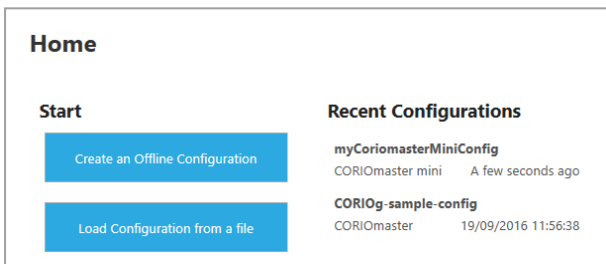 Home
Start
Create an Offline Configuration
Load Configuration from a file
Recent Configurations
myCoriomasterMiniConfig
CORIOmaster mini A few seconds ago
CORIOg-sample-config
CORIOmaster 19/09/2016 11:56:38